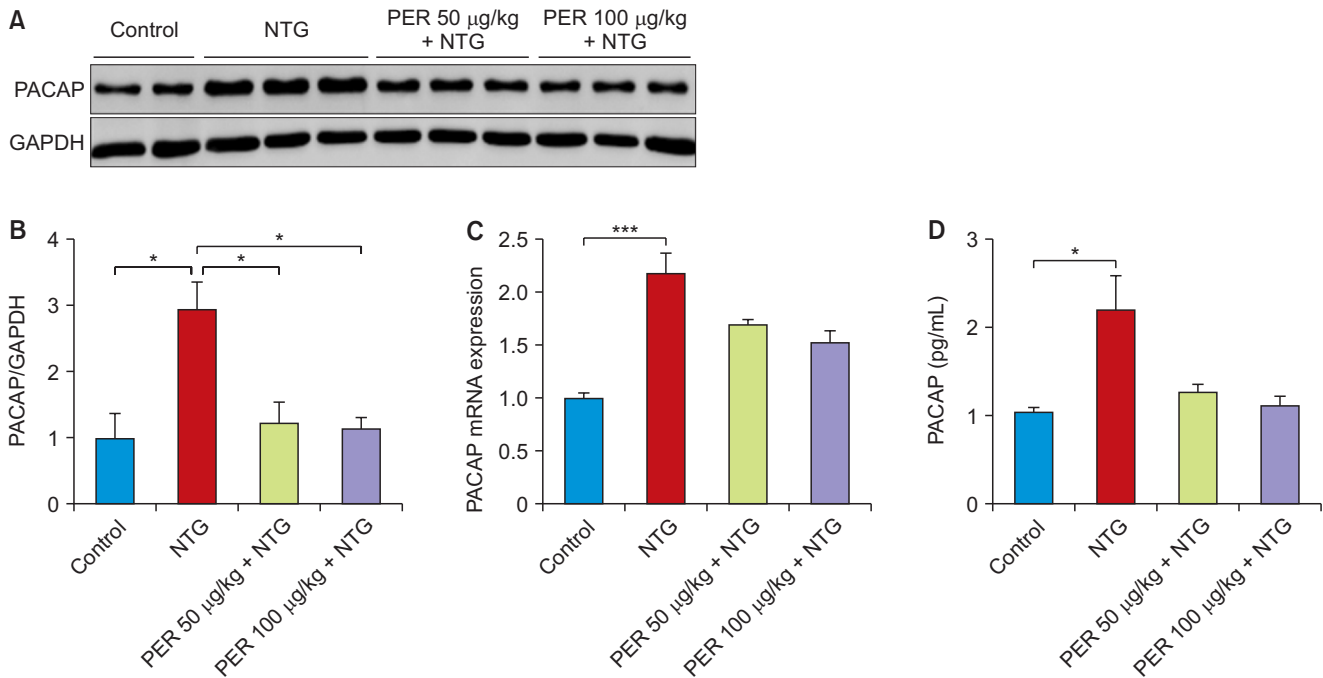 A
Control
NTG
PER 50 μg/kg
+ NTG
PER 100 μg/kg
+ NTG
PACAP
GAPDH
B
PACAP/GAPDH
4
3
2
1
0
*
*
*
Control
NTG
PER 50 μg/kg + NTG
PER 100 μg/kg + NTG
C
PACAP mRNA expression
2.5
2.0
1.5
1.0
0.5
0
***
Control
NTG
PER 50 μg/kg + NTG
PER 100 μg/kg + NTG
D
PACAP (pg/mL)
3
2
1
0
*
Control
NTG
PER 50 μg/kg + NTG
PER 100 μg/kg + NTG